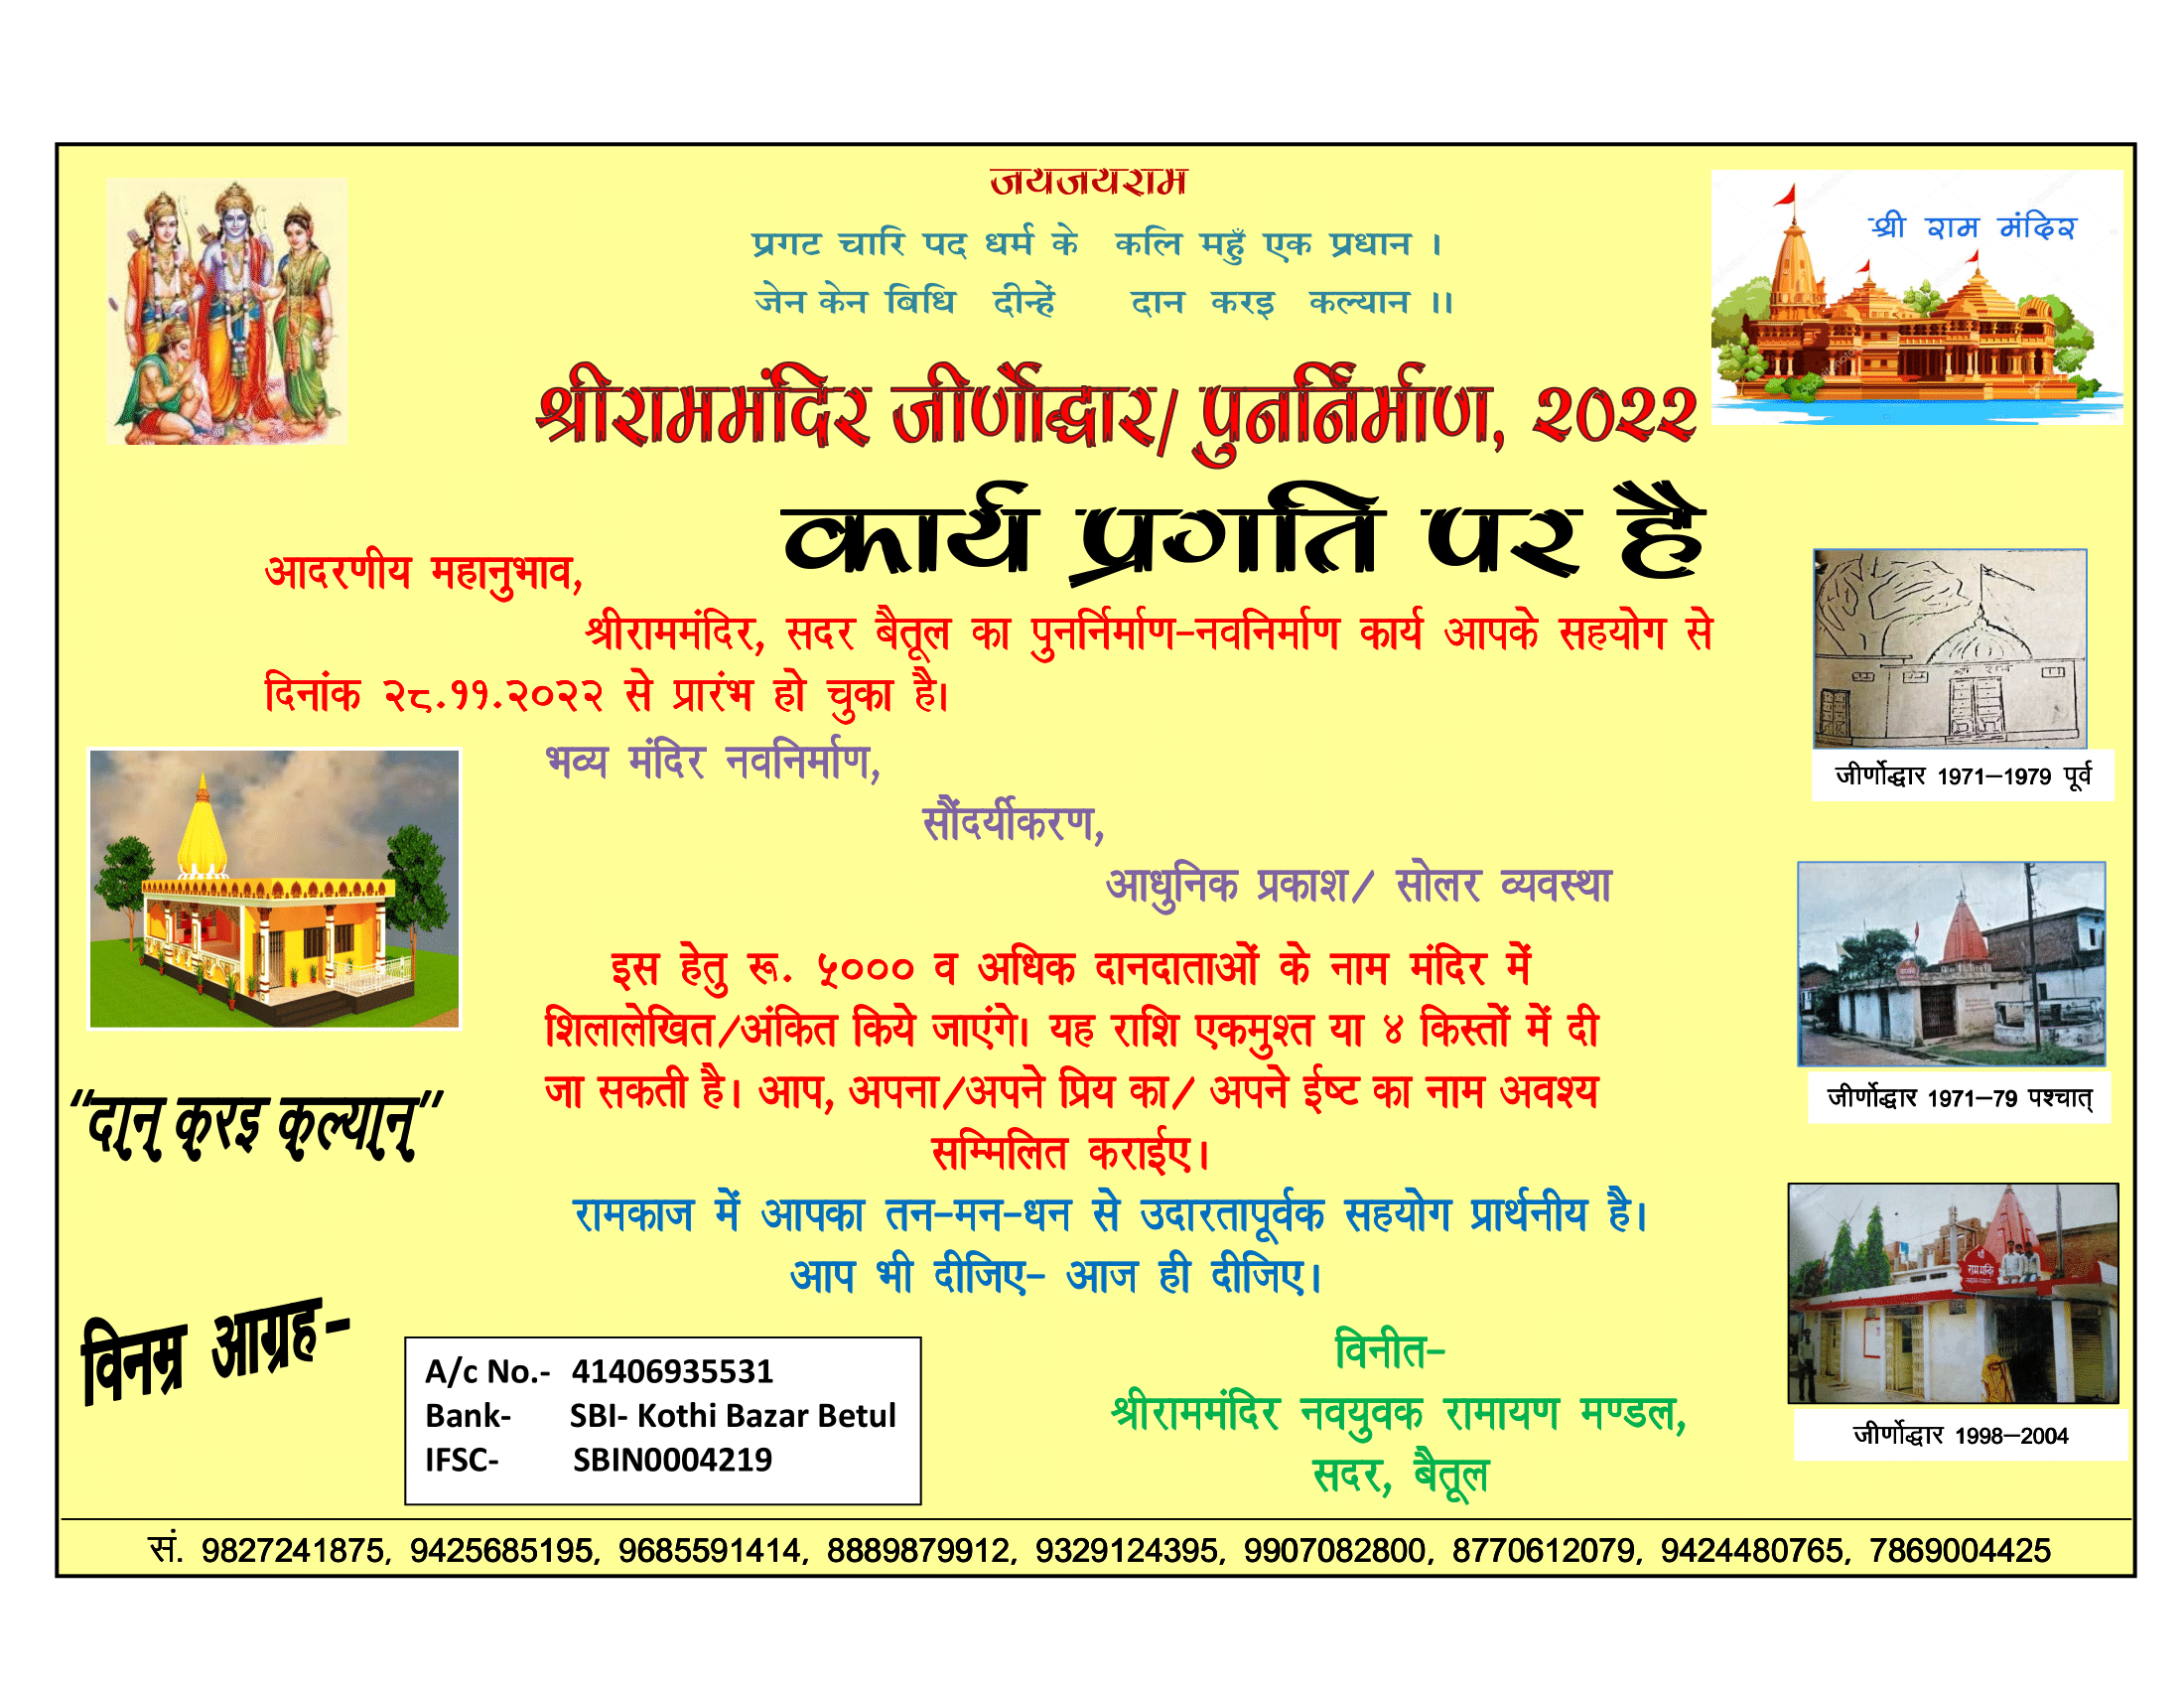 जयजयराम
श्री राम मंदिर
प्रगट चारि पद धर्म के कलि महुँ एक प्रधान ।
जेन केन बिधि दीन्हें दान करइ कल्यान ।।
श्रीराममंदिर जीर्णोद्धार/ पुनर्निर्माण, २०२२
कार्य प्रगति पर है
आदरणीय महानुभाव,
श्रीराममंदिर, सदर बैतूल का पुनर्निर्माण-नवनिर्माण कार्य आपके सहयोग से
दिनांक २८.११.२०२२ से प्रारंभ हो चुका है।
भव्य मंदिर नवनिर्माण,
सौंदर्यीकरण,
आधुनिक प्रकाश/ सोलर व्यवस्था
इस हेतु रू. ५००० व अधिक दानदाताओं के नाम मंदिर में
शिलालेखित/अंकित किये जाएंगे। यह राशि एकमुश्त या ४ किस्तों में दी
जा सकती है। आप, अपना/अपने प्रिय का/ अपने ईष्ट का नाम अवश्य
सम्मिलित कराईए।
रामकाज में आपका तन-मन-धन से उदारतापूर्वक सहयोग प्रार्थनीय है।
आप भी दीजिए- आज ही दीजिए।
जीर्णोद्धार 1971-1979 पूर्व
जीर्णोद्धार 1971-79 पश्चात्
राम मन्दिर
जीर्णोद्धार 1998-2004
“दान् करइ कल्यान्”
विनम्र आग्रह-
A/c No.- 41406935531
Bank- SBI- Kothi Bazar Betul
IFSC- SBIN0004219
विनीत-
श्रीराममंदिर नवयुवक रामायण मण्डल,
सदर, बैतूल
सं. 9827241875, 9425685195, 9685591414, 8889879912, 9329124395, 9907082800, 8770612079, 9424480765, 7869004425